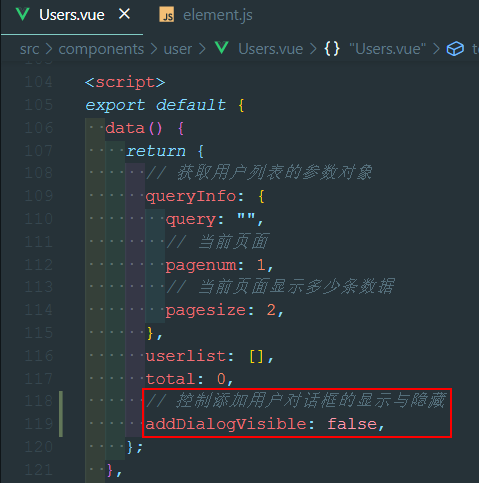 Users.vue
element.js
src > components > user > Users.vue > {} "Users.vue" >
104 <script>
105 export default {
106 data() {
107 return {
108 // 获取用户列表的参数对象
109 queryInfo: {
110 query: "",
111 // 当前页面
112 pagenum: 1,
113 // 当前页面显示多少条数据
114 pagesize: 2,
115 },
116 userlist: [],
117 total: 0,
118 // 控制添加用户对话框的显示与隐藏
119 addDialogVisible: false,
120 };
121 },